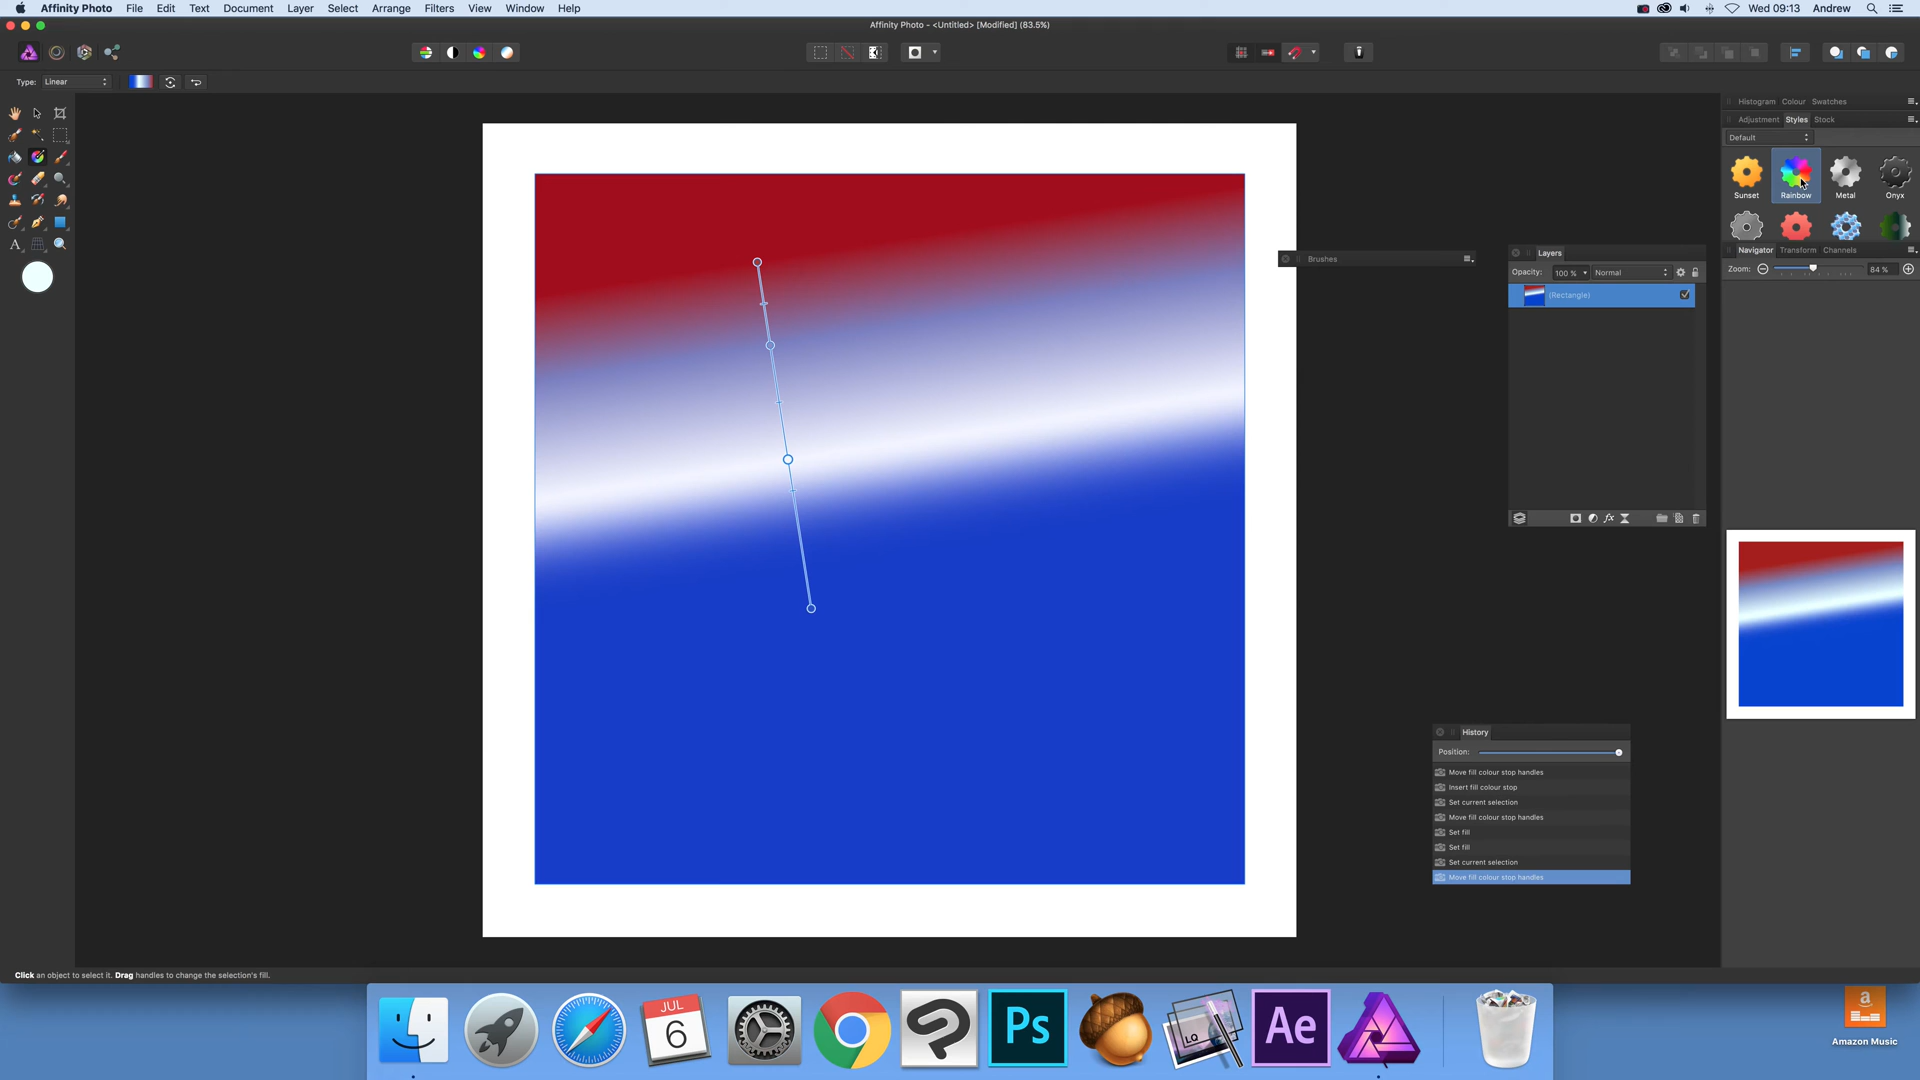 Affinity Photo File Edit Text Document Layer Select Arrange Filters View Window Help Wed 09:13 Andrew
Affinity Photo - <Untitled> [Modified] (83.5%)
Type: Linear
Histogram Colour Swatches
Adjustment Styles Stock
Default
Sunset Rainbow Metal Onyx
Navigator Transform Channels
Zoom: 84 %
Brushes
Layers
Opacity: 100 % Normal
(Rectangle)
A
History
Position:
Move fill colour stop handles
Insert fill colour stop
Set current selection
Move fill colour stop handles
Set fill
Set fill
Set current selection
Move fill colour stop handles
Click an object to select it. Drag handles to change the selection's fill.
JUL
6
Ps
LQ
Ae
a
Amazon Music